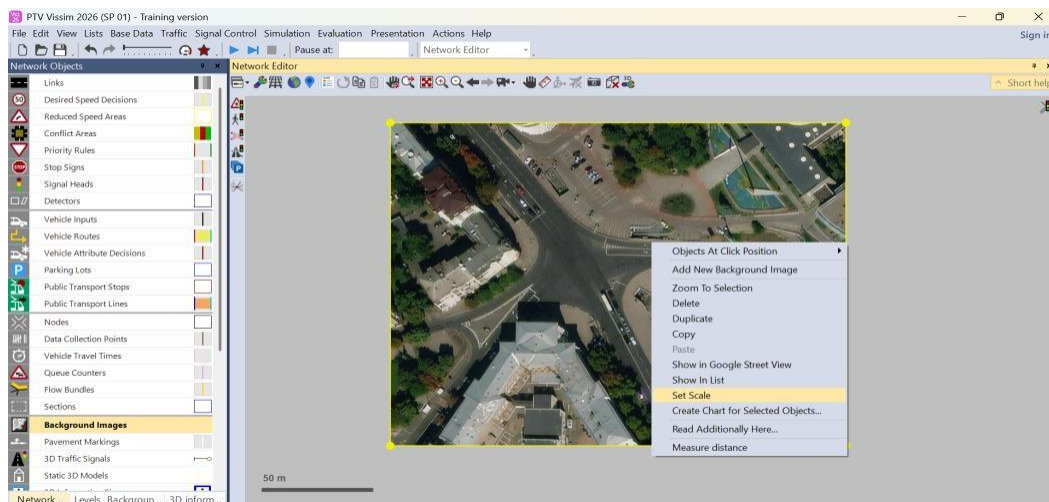 PTV Vissim 2026 (SP 01) - Training version
File Edit View Lists Base Data Traffic Signal Control Simulation Evaluation Presentation Actions Help
Sign in
Pause at:
Network Editor
Network Objects
Network Editor
Short help
Links
Desired Speed Decisions
Reduced Speed Areas
Conflict Areas
Priority Rules
Stop Signs
Signal Heads
Detectors
Vehicle Inputs
Vehicle Routes
Vehicle Attribute Decisions
Parking Lots
Public Transport Stops
Public Transport Lines
Nodes
Data Collection Points
Vehicle Travel Times
Queue Counters
Flow Bundles
Sections
Background Images
Pavement Markings
3D Traffic Signals
Static 3D Models
Network... Levels Backgroun... 3D inform...
Objects At Click Position
Add New Background Image
Zoom To Selection
Delete
Duplicate
Copy
Paste
Show in Google Street View
Show In List
Set Scale
Create Chart for Selected Objects...
Read Additionally Here...
Measure distance
50 m